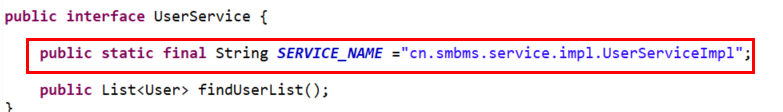 public interface UserService {
public static final String SERVICE_NAME ="cn.smbms.service.impl.UserServiceImpl";
public List<User> findUserList();
}